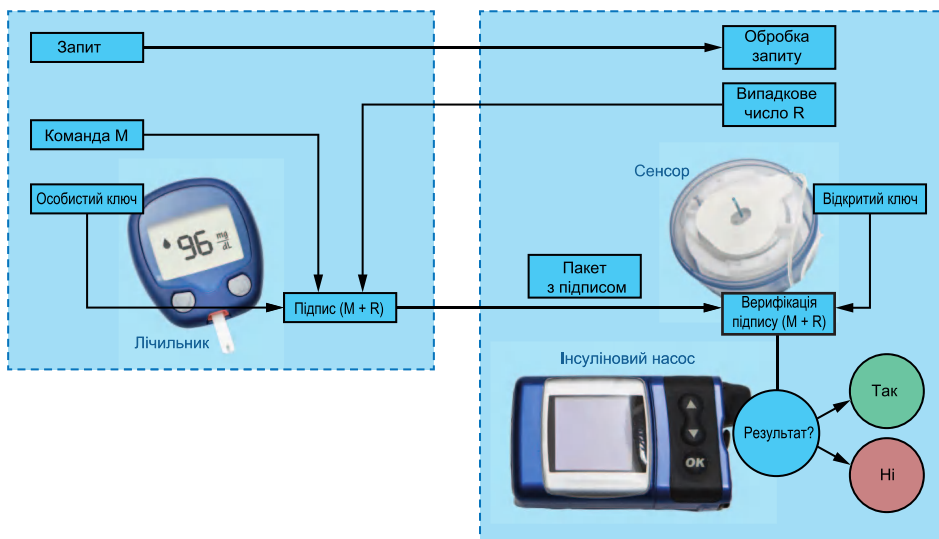 Запит
Обробка
запиту
Випадкове
число R
Команда M
Сенсор
Особистий ключ
Відкритий ключ
96 mg/dL
Пакет
з підписом
Підпис (M + R)
Верифікація
підпису (M + R)
Лічильник
Інсуліновий насос
Так
Результат?
OK
Ні